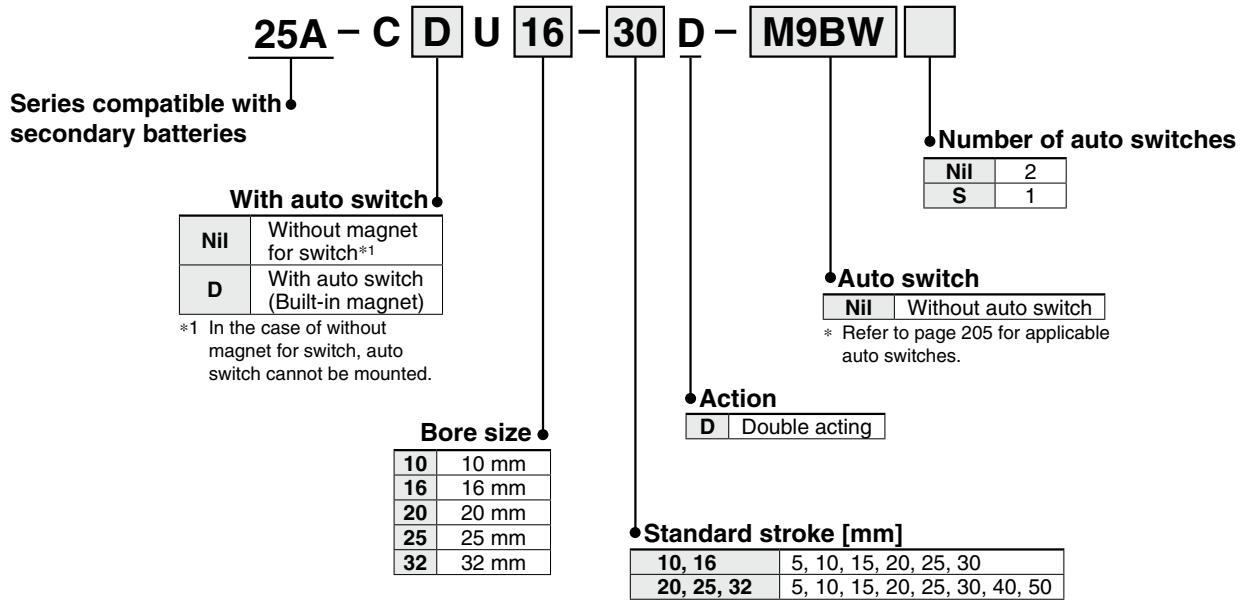 25A – C D U 16 – 30 D – M9BW
Series compatible with
secondary batteries
Number of auto switches
Nil 2
S 1
With auto switch
Nil Without magnet
for switch*1
D With auto switch
(Built-in magnet)
*1 In the case of without
magnet for switch, auto
switch cannot be mounted.
Auto switch
Nil Without auto switch
* Refer to page 205 for applicable
auto switches.
Action
D Double acting
Bore size
10 10 mm
16 16 mm
20 20 mm
25 25 mm
32 32 mm
Standard stroke [mm]
10, 16 5, 10, 15, 20, 25, 30
20, 25, 32 5, 10, 15, 20, 25, 30, 40, 50